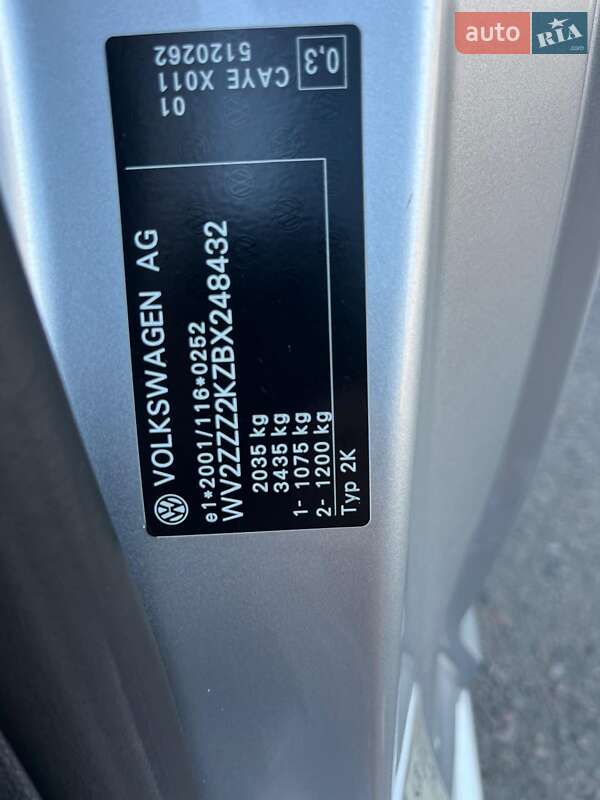 auto RIA.com
VOLKSWAGEN AG
e1*2001/116*0252
WV2ZZZ2KZBX248432
2035 kg
3435 kg
1- 1075 kg
2- 1200 kg
Typ 2K
01
CAYE X011
5120262
0,3